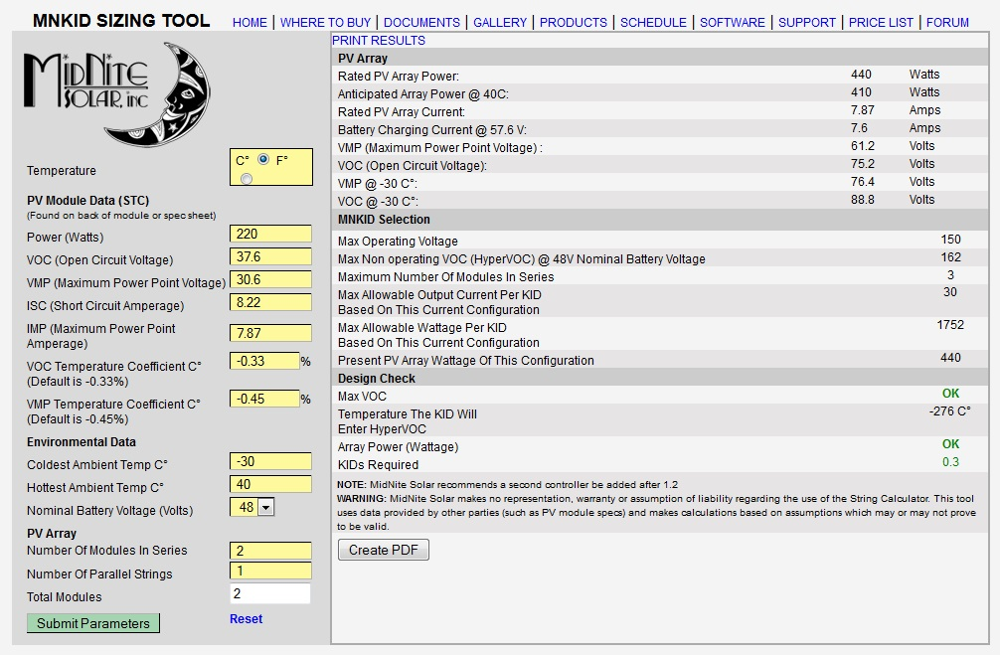 MNKID SIZING TOOL
HOME | WHERE TO BUY | DOCUMENTS | GALLERY | PRODUCTS | SCHEDULE | SOFTWARE | SUPPORT | PRICE LIST | FORUM
MIDNITE
SOLAR, INC
Temperature C° F°
PV Module Data (STC)
(Found on back of module or spec sheet)
Power (Watts) 220
VOC (Open Circuit Voltage) 37.6
VMP (Maximum Power Point Voltage) 30.6
ISC (Short Circuit Amperage) 8.22
IMP (Maximum Power Point
Amperage) 7.87
VOC Temperature Coefficient C° -0.33 %
(Default is -0.33%)
VMP Temperature Coefficient C° -0.45 %
(Default is -0.45%)
Environmental Data
Coldest Ambient Temp C° -30
Hottest Ambient Temp C° 40
Nominal Battery Voltage (Volts) 48
PV Array
Number Of Modules In Series 2
Number Of Parallel Strings 1
Total Modules 2
Submit Parameters Reset
PRINT RESULTS
PV Array
Rated PV Array Power: 440 Watts
Anticipated Array Power @ 40C: 410 Watts
Rated PV Array Current: 7.87 Amps
Battery Charging Current @ 57.6 V: 7.6 Amps
VMP (Maximum Power Point Voltage) : 61.2 Volts
VOC (Open Circuit Voltage): 75.2 Volts
VMP @ -30 C°: 76.4 Volts
VOC @ -30 C°: 88.8 Volts
MNKID Selection
Max Operating Voltage 150
Max Non operating VOC (HyperVOC) @ 48V Nominal Battery Voltage 162
Maximum Number Of Modules In Series 3
Max Allowable Output Current Per KID 30
Based On This Current Configuration
Max Allowable Wattage Per KID 1752
Based On This Current Configuration
Present PV Array Wattage Of This Configuration 440
Design Check
Max VOC OK
Temperature The KID Will -276 C°
Enter HyperVOC
Array Power (Wattage) OK
KIDs Required 0.3
NOTE: MidNite Solar recommends a second controller be added after 1.2
WARNING: MidNite Solar makes no representation, warranty or assumption of liability regarding the use of the String Calculator. This tool
uses data provided by other parties (such as PV module specs) and makes calculations based on assumptions which may or may not prove
to be valid.
Create PDF